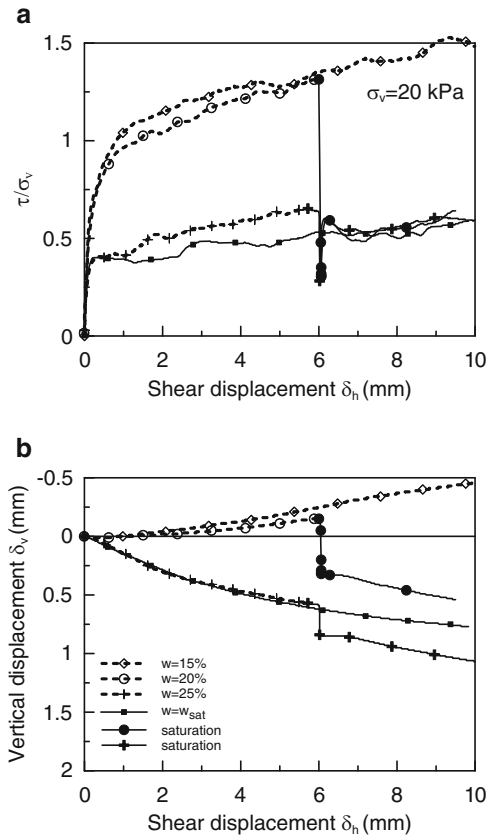 a
1.5
1
0.5
0
τ/σv
σv=20 kPa
0 2 4 6 8 10
Shear displacement δh (mm)
b
-0.5
0
0.5
1
1.5
2
Vertical displacement δv (mm)
w=15%
w=20%
w=25%
w=wsat
saturation
saturation
0 2 4 6 8 10
Shear displacement δh (mm)